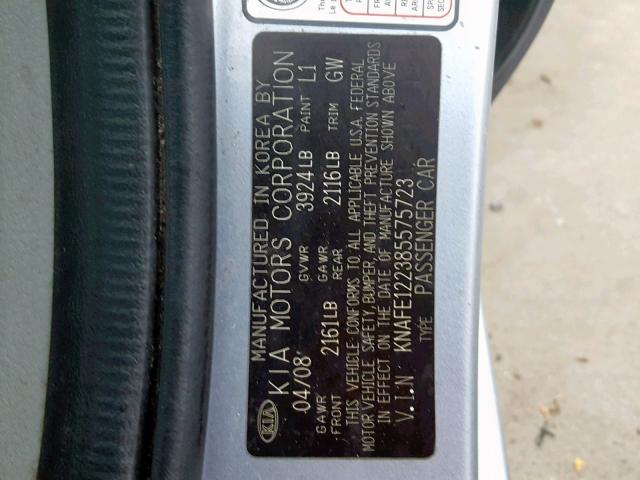 KIA MANUFACTURED IN KOREA BY
KIA MOTORS CORPORATION
04/08 GVWR 3924LB PAINT L1
GAWR FRONT 2161LB GAWR REAR 2116LB TRIM GW
THIS VEHICLE CONFORMS TO ALL APPLICABLE U.S.A. FEDERAL
MOTOR VEHICLE SAFETY, BUMPER, AND THEFT PREVENTION STANDARDS
IN EFFECT ON THE DATE OF MANUFACTURE SHOWN ABOVE
V.I.N KNAFE122385575723
TYPE PASSENGER CAR